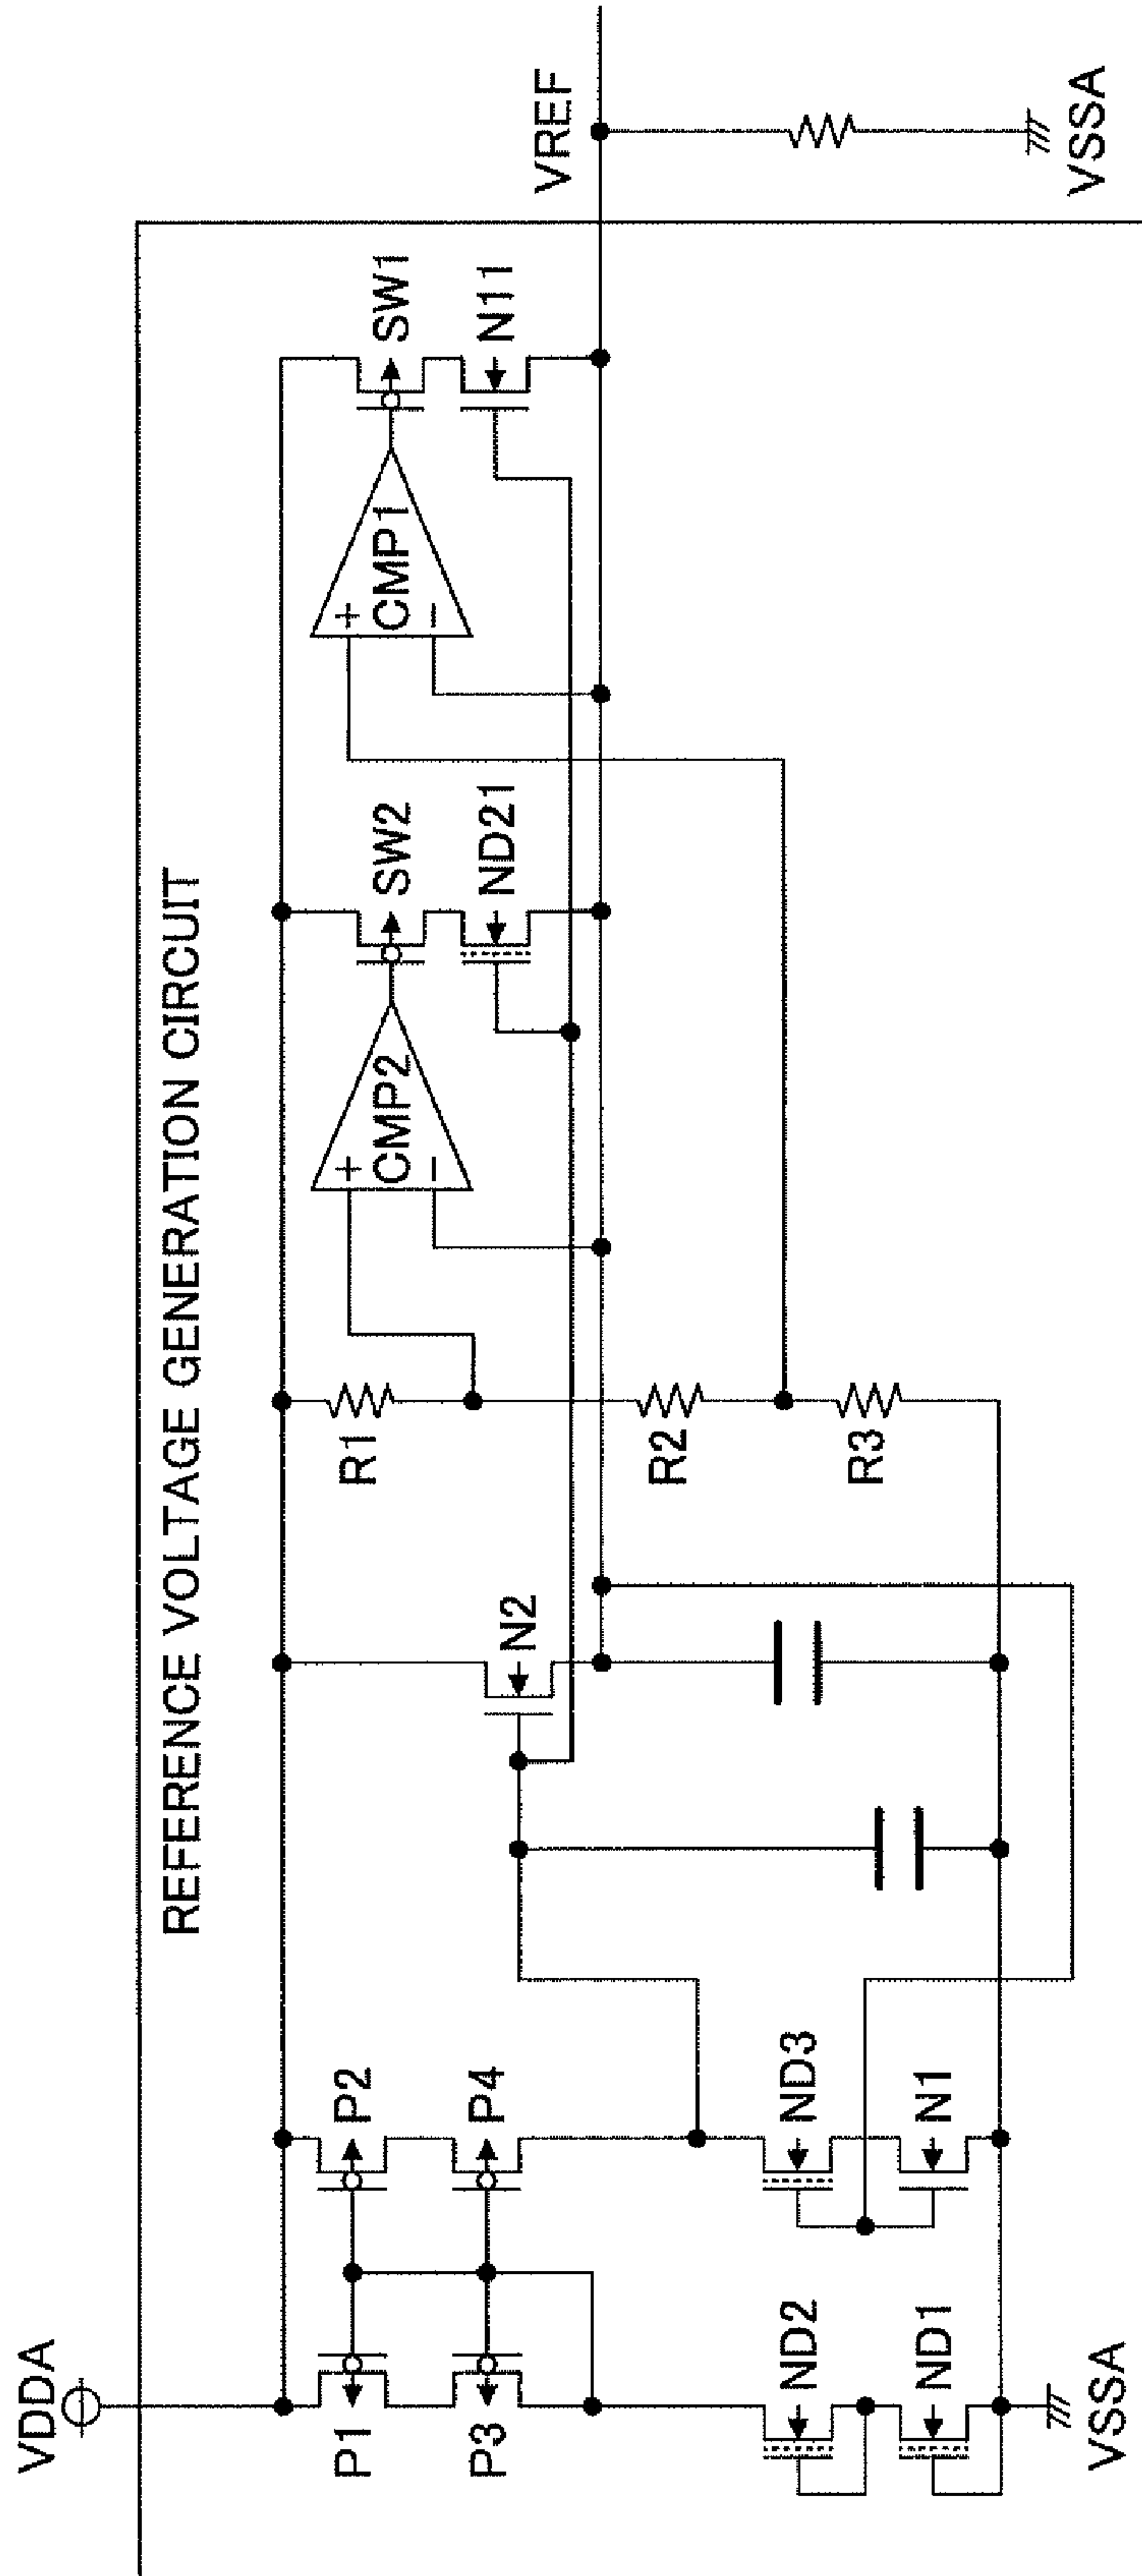 REFERENCE VOLTAGE GENERATION CIRCUIT
VDDA
P1
P2
P3
P4
ND2
ND3
ND1
N1
VSSA
N2
R1
R2
R3
+
CMP2
−
SW2
ND21
+
CMP1
−
SW1
N11
VREF
VSSA